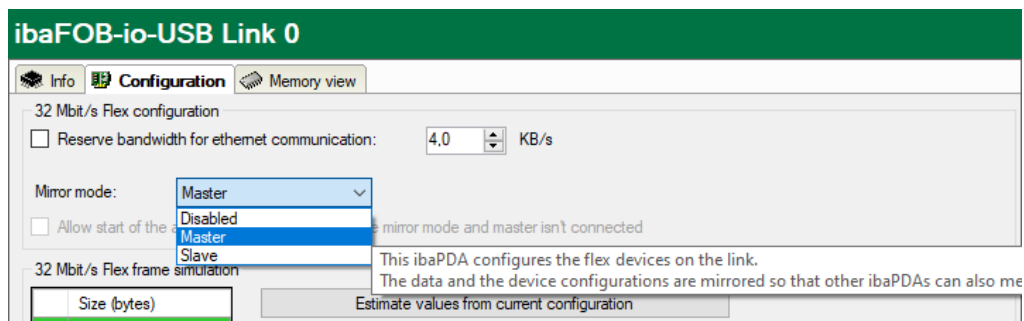 ibaFOB-io-USB Link 0
Info Configuration Memory view
32 Mbit/s Flex configuration
Reserve bandwidth for ethernet communication: 4,0 KB/s
Mirror mode: Master
Disabled
Allow start of the a mirror mode and master isn't connected
Master
Slave
This ibaPDA configures the flex devices on the link.
32 Mbit/s Flex frame simulation
The data and the device configurations are mirrored so that other ibaPDAs can also me
Size (bytes) Estimate values from current configuration